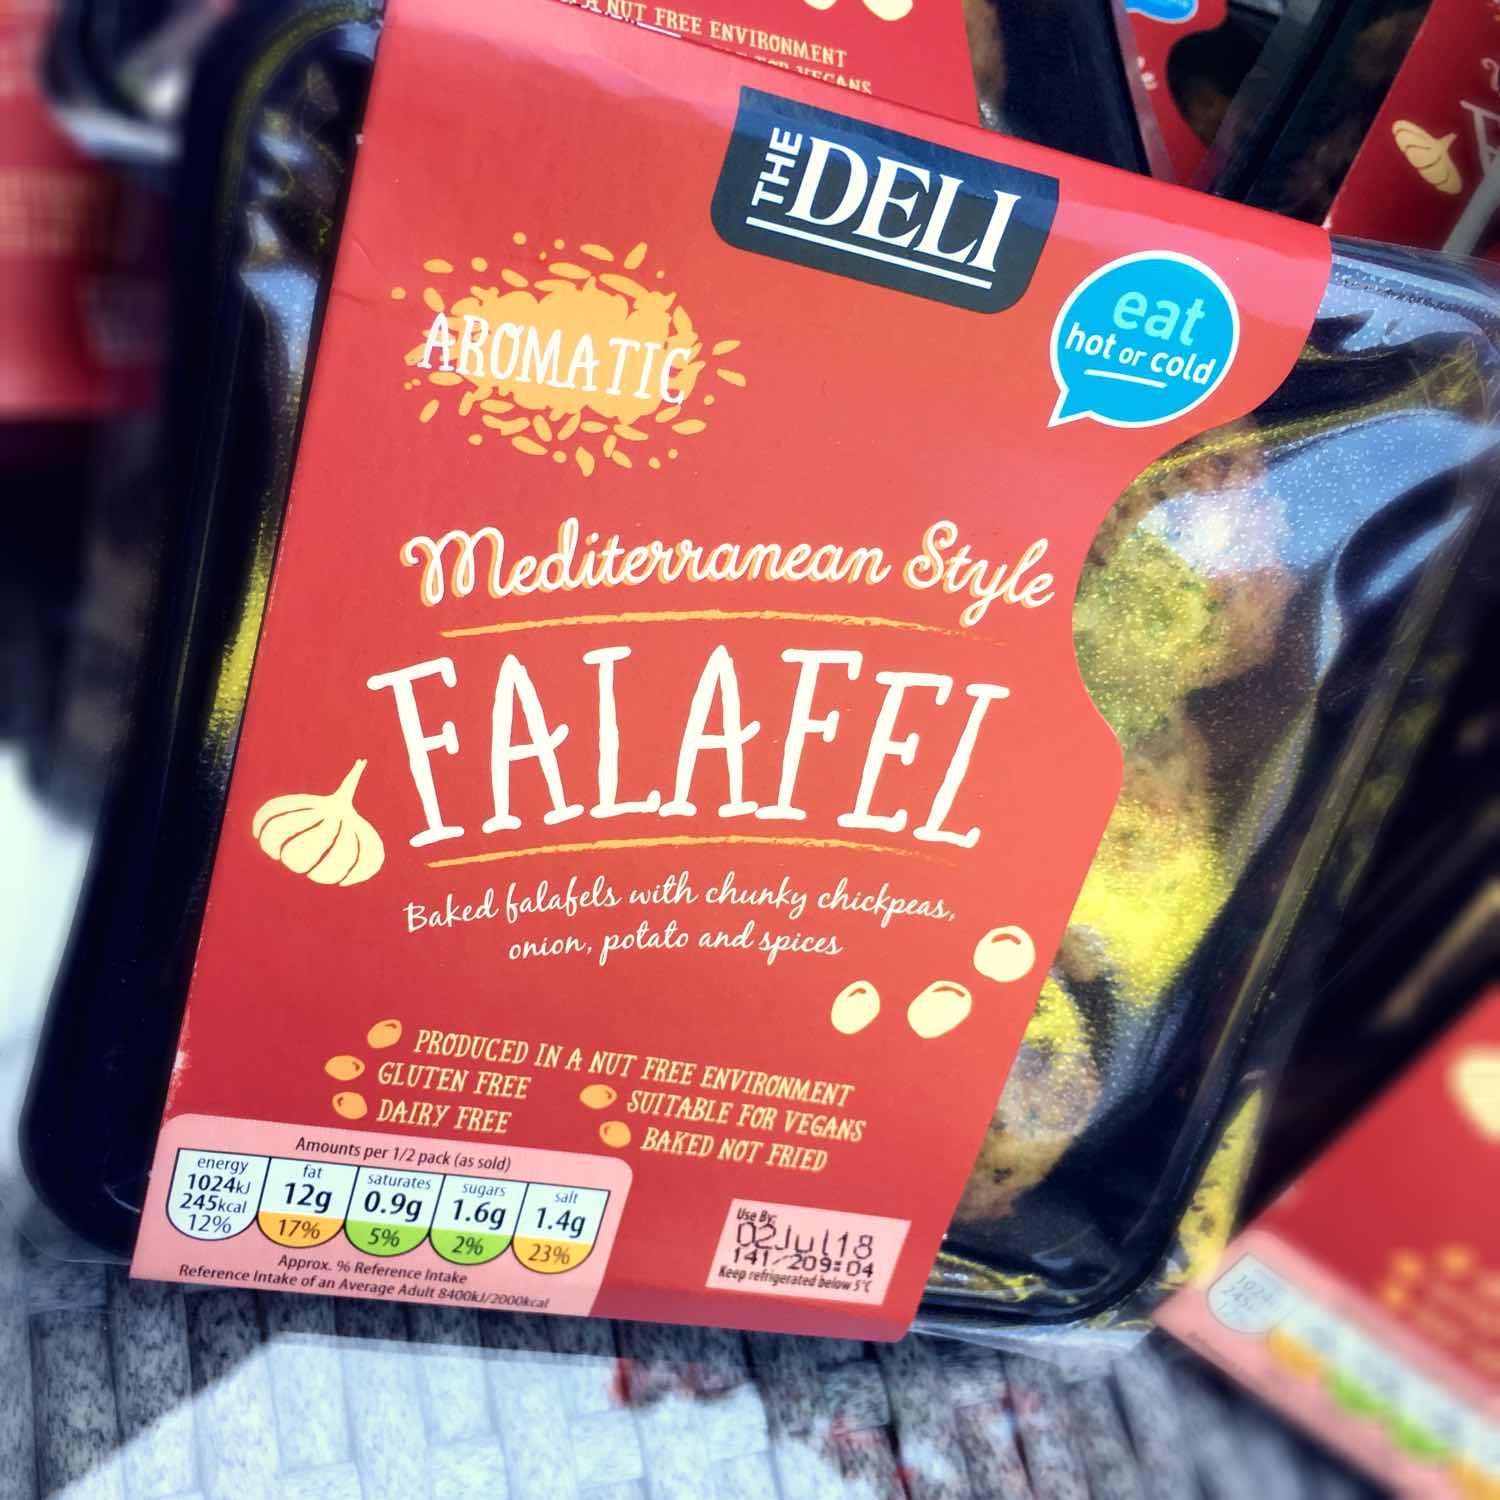 A NUT FREE ENVIRONMENT
FOR VEGANS
THE DELI
eat
hot or cold
AROMATIC
Mediterranean Style
FALAFEL
Baked falafels with chunky chickpeas,
onion, potato and spices
PRODUCED IN A NUT FREE ENVIRONMENT
GLUTEN FREE
SUITABLE FOR VEGANS
DAIRY FREE
BAKED NOT FRIED
Amounts per 1/2 pack (as sold)
energy fat saturates sugars salt
1024kJ 12g 0.9g 1.6g 1.4g
245kcal
12% 17% 5% 2% 23%
Approx. % Reference Intake
Reference Intake of an Average Adult 8400kJ/2000kcal
Use By:
02Jul18
141/209:04
Keep refrigerated below 5°C